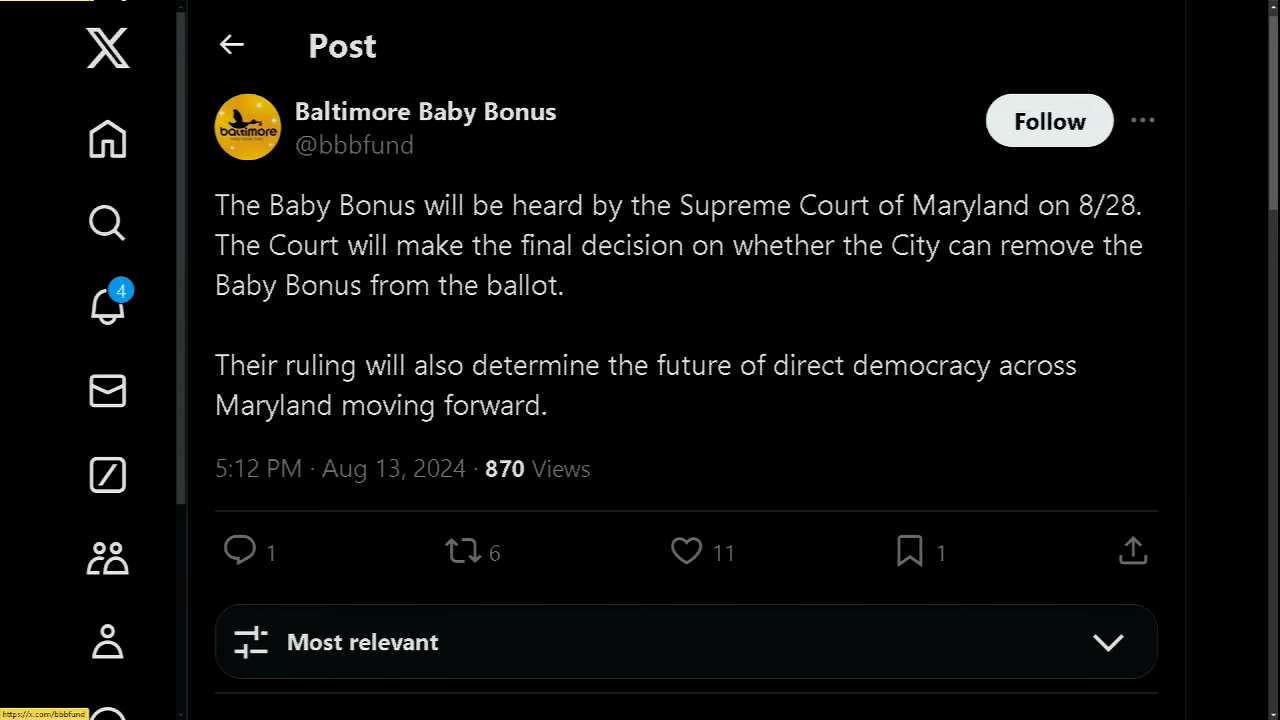 Post
Baltimore Baby Bonus
Follow
baltimore
@bbbfund
The Baby Bonus will be heard by the Supreme Court of Maryland on 8/28.
The Court will make the final decision on whether the City can remove the
Baby Bonus from the ballot.
4
Their ruling will also determine the future of direct democracy across
Maryland moving forward.
5:12 PM · Aug 13, 2024 · 870 Views
1 6 11 1
Most relevant
https://x.com/bbbfund